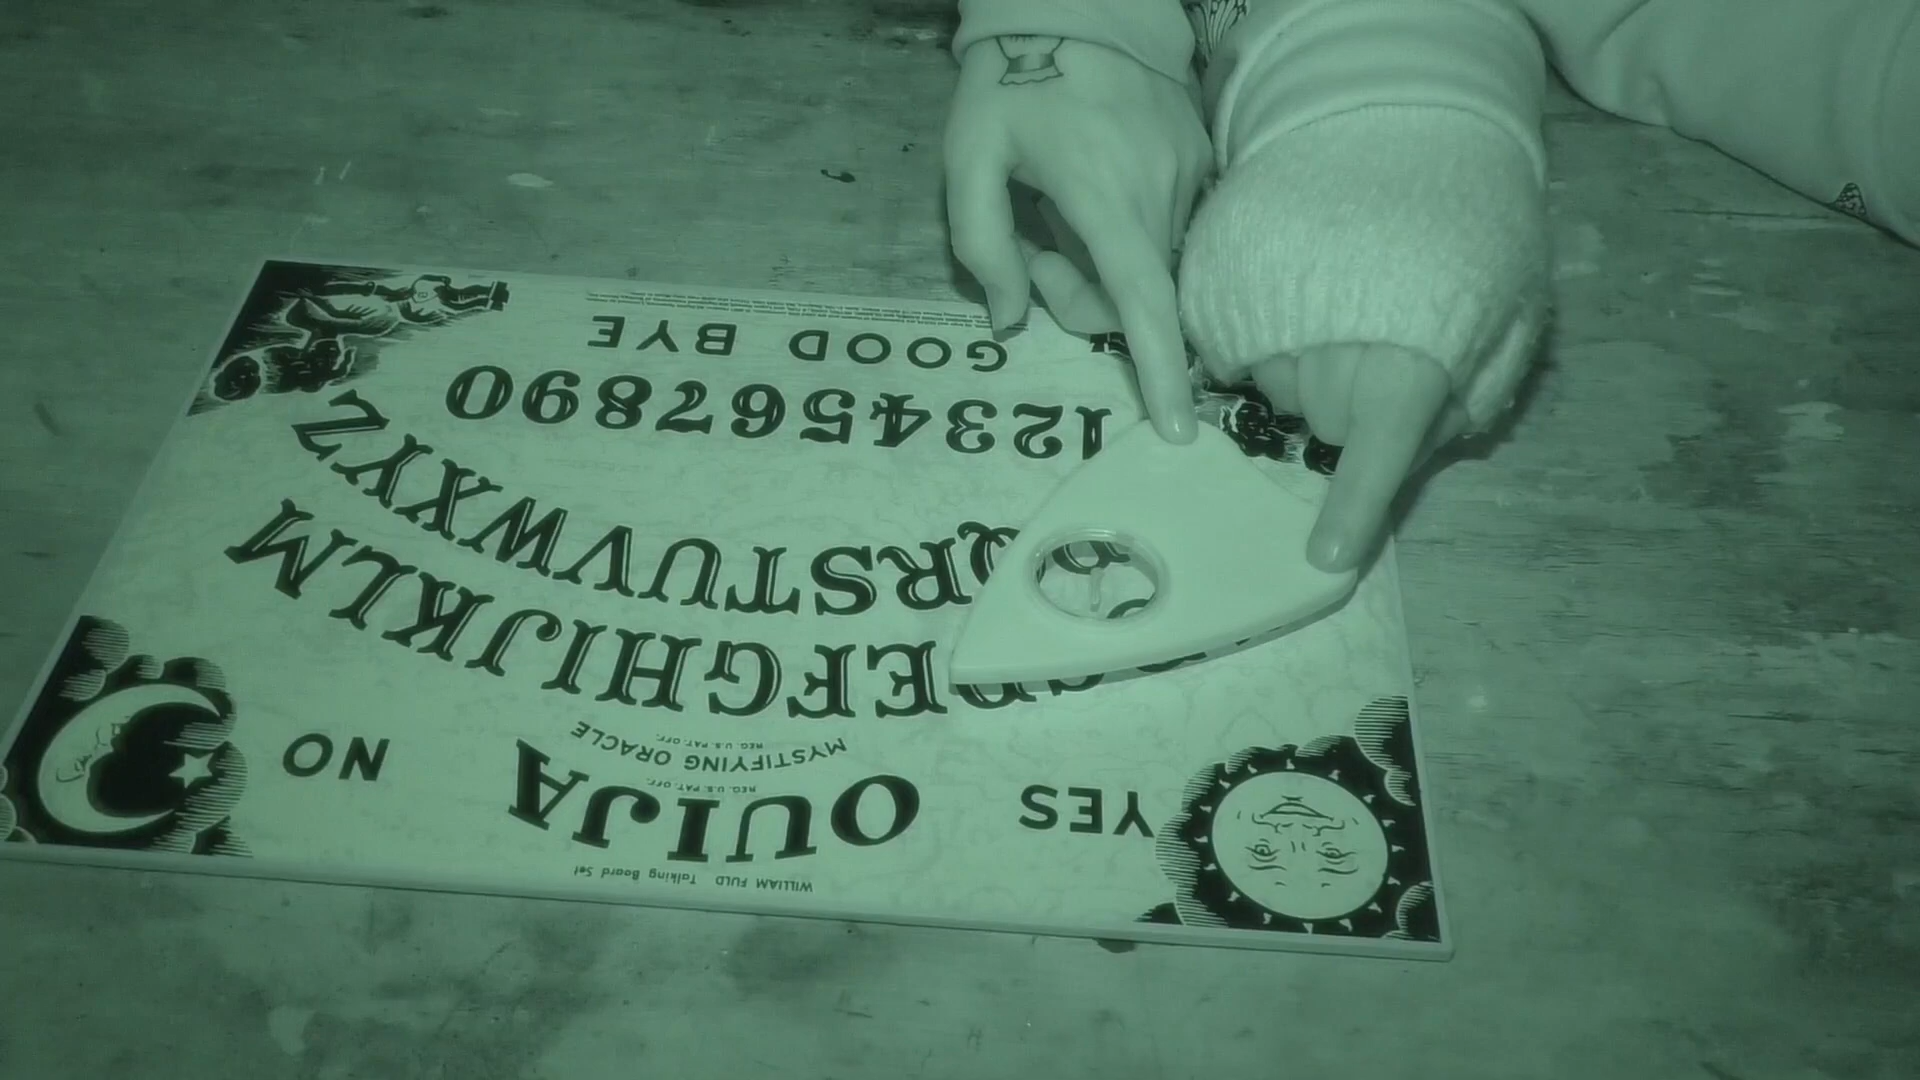 WILLIAM FULD Talking Board Set
YES OUIJA NO
REG. U.S. PAT. OFF.
MYSTIFYING ORACLE
REG. U.S. PAT. OFF.
EFGHIJKLM
QRSTUVWXYZ
1234567890
GOOD BYE